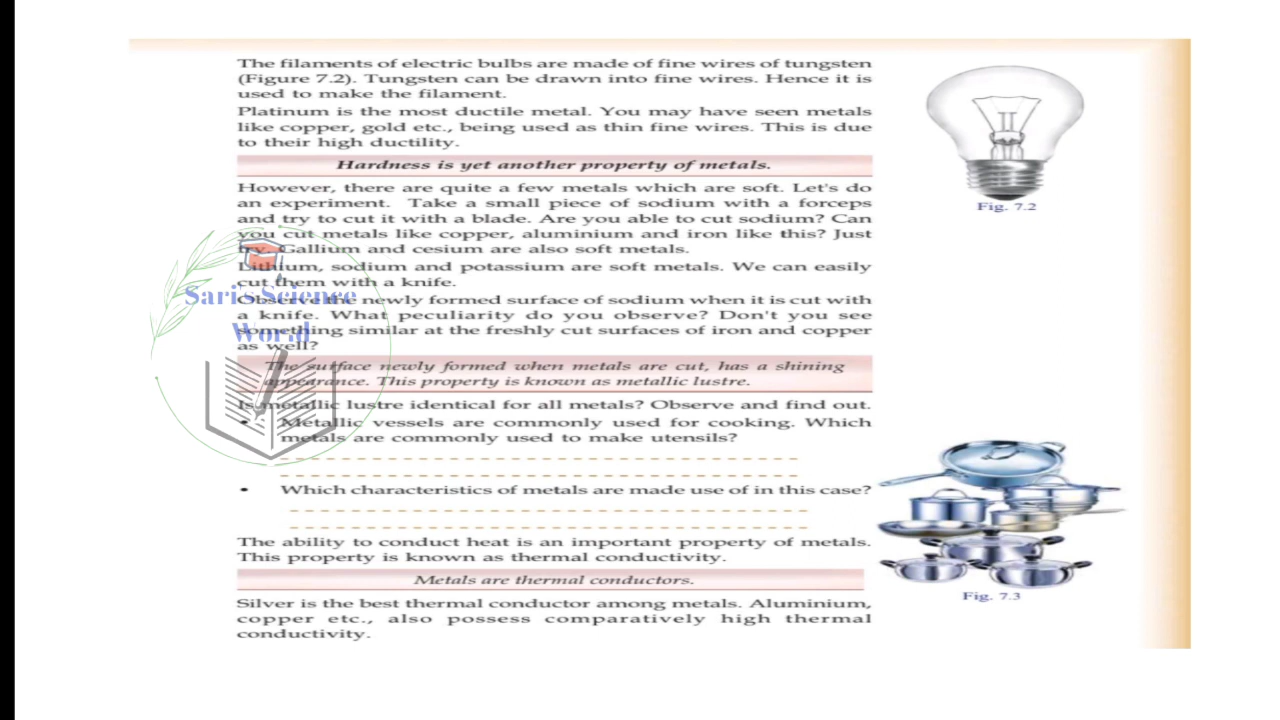 The filaments of electric bulbs are made of fine wires of tungsten
(Figure 7.2). Tungsten can be drawn into fine wires. Hence it is
used to make the filament.
Platinum is the most ductile metal. You may have seen metals
like copper, gold etc., being used as thin fine wires. This is due
to their high ductility.
Hardness is yet another property of metals.
However, there are quite a few metals which are soft. Let's do
an experiment. Take a small piece of sodium with a forceps
and try to cut it with a blade. Are you able to cut sodium? Can
you cut metals like copper, aluminium and iron like this? Just
try. Gallium and cesium are also soft metals.
Lithium, sodium and potassium are soft metals. We can easily
cut them with a knife.
Observe the newly formed surface of sodium when it is cut with
a knife. What peculiarity do you observe? Don't you see
something similar at the freshly cut surfaces of iron and copper
as well?
The surface newly formed when metals are cut, has a shining
appearance. This property is known as metallic lustre.
Is metallic lustre identical for all metals? Observe and find out.
• Metallic vessels are commonly used for cooking. Which
metals are commonly used to make utensils?
• Which characteristics of metals are made use of in this case?
The ability to conduct heat is an important property of metals.
This property is known as thermal conductivity.
Metals are thermal conductors.
Silver is the best thermal conductor among metals. Aluminium,
copper etc., also possess comparatively high thermal
conductivity.
Fig. 7.2
Fig. 7.3
Sari's Science
World